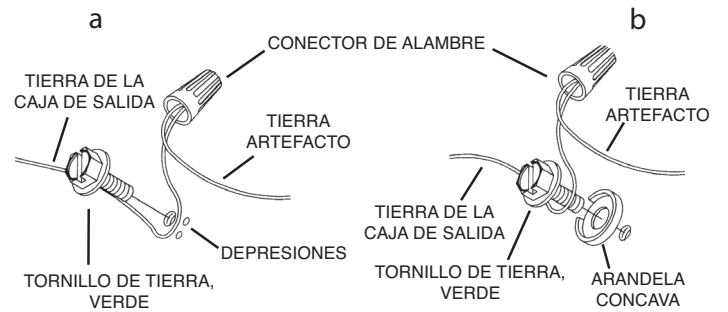 a
b
CONECTOR DE ALAMBRE
TIERRA DE LA
CAJA DE SALIDA
TIERRA
ARTEFACTO
DEPRESIONES
TORNILLO DE TIERRA,
VERDE
TIERRA
ARTEFACTO
TIERRA DE LA
CAJA DE SALIDA
TORNILLO DE TIERRA,
VERDE
ARANDELA
CONCAVA